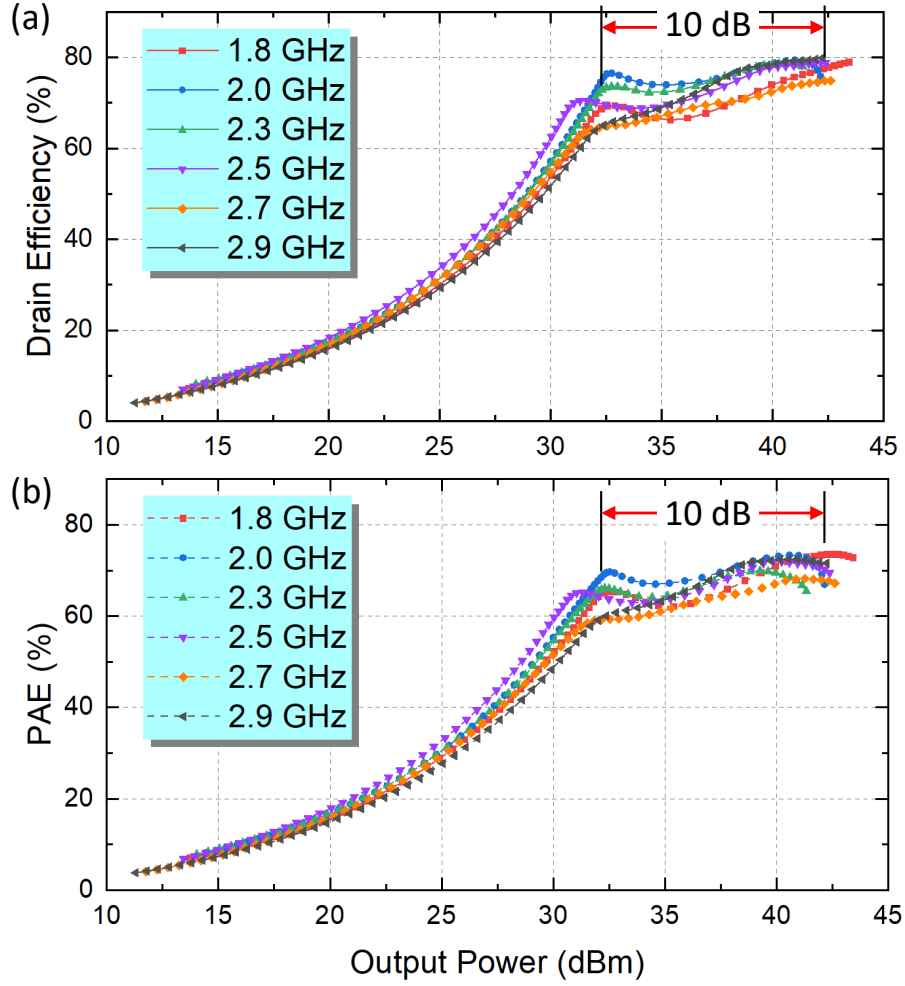 (a)
10 dB
1.8 GHz
2.0 GHz
2.3 GHz
2.5 GHz
2.7 GHz
2.9 GHz
Drain Efficiency (%)
80
60
40
20
0
10 15 20 25 30 35 40 45
(b)
10 dB
1.8 GHz
2.0 GHz
2.3 GHz
2.5 GHz
2.7 GHz
2.9 GHz
PAE (%)
80
60
40
20
0
10 15 20 25 30 35 40 45
Output Power (dBm)